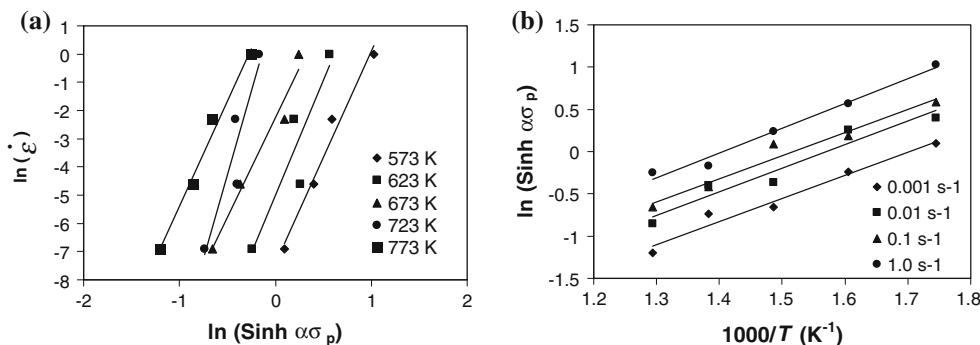 (a)
1
0
-1
-2
-3
-4
-5
-6
-7
-8
-2
-1
0
1
2
ln (ε̇)
ln (Sinh ασ p)
573 K
623 K
673 K
723 K
773 K
(b)
1.5
1
0.5
0
-0.5
-1
-1.5
1.2
1.3
1.4
1.5
1.6
1.7
1.8
ln (Sinh ασ p)
1000/T (K-1)
0.001 s-1
0.01 s-1
0.1 s-1
1.0 s-1